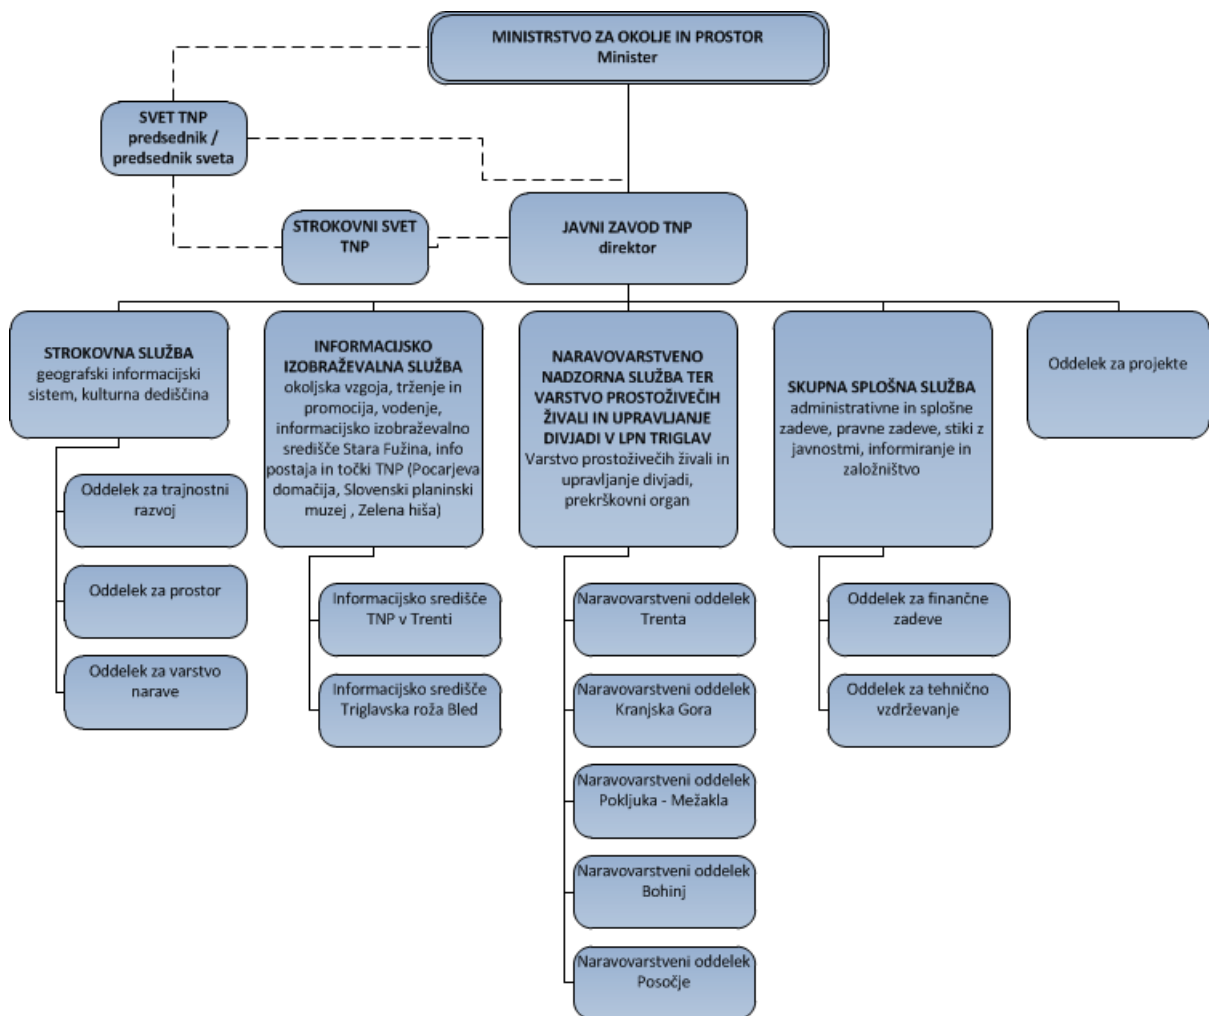 MINISTRSTVO ZA OKOLJE IN PROSTOR
Minister
SVET TNP
predsednik /
predsednik sveta
STROKOVNI SVET
TNP
JAVNI ZAVOD TNP
direktor
STROKOVNA SLUŽBA
geografski informacijski
sistem, kulturna dediščina
Oddelek za trajnostni
razvoj
Oddelek za prostor
Oddelek za varstvo
narave
INFORMACIJSKO
IZOBRAŽEVALNA SLUŽBA
okoljska vzgoja, trženje in
promocija, vodenje,
informacijsko izobraževalno
središče Stara Fužina, info
postaja in točki TNP (Pocarjeva
domačija, Slovenski planinski
muzej , Zelena hiša)
Informacijsko središče
TNP v Trenti
Informacijsko središče
Triglavska roža Bled
NARAVOVARSTVENO
NADZORNA SLUŽBA TER
VARSTVO PROSTOŽIVEČIH
ŽIVALI IN UPRAVLJANJE
DIVJADI V LPN TRIGLAV
Varstvo prostoživečih živali in
upravljanje divjadi,
prekrškovni organ
Naravovarstveni oddelek
Trenta
Naravovarstveni oddelek
Kranjska Gora
Naravovarstveni oddelek
Pokljuka - Mežakla
Naravovarstveni oddelek
Bohinj
Naravovarstveni oddelek
Posočje
SKUPNA SPLOŠNA SLUŽBA
administrativne in splošne
zadeve, pravne zadeve, stiki z
javnostmi, informiranje in
založništvo
Oddelek za finančne
zadeve
Oddelek za tehnično
vzdrževanje
Oddelek za projekte